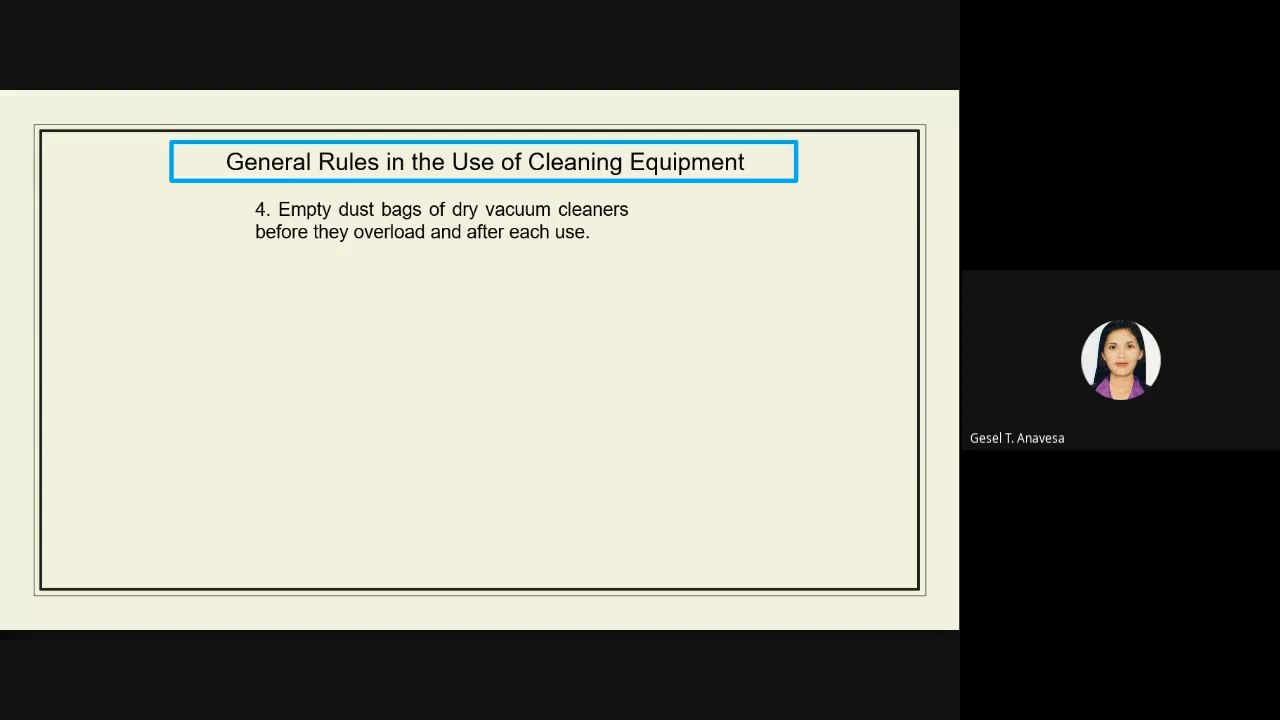 General Rules in the Use of Cleaning Equipment
4. Empty dust bags of dry vacuum cleaners
before they overload and after each use.
Gesel T. Anavesa